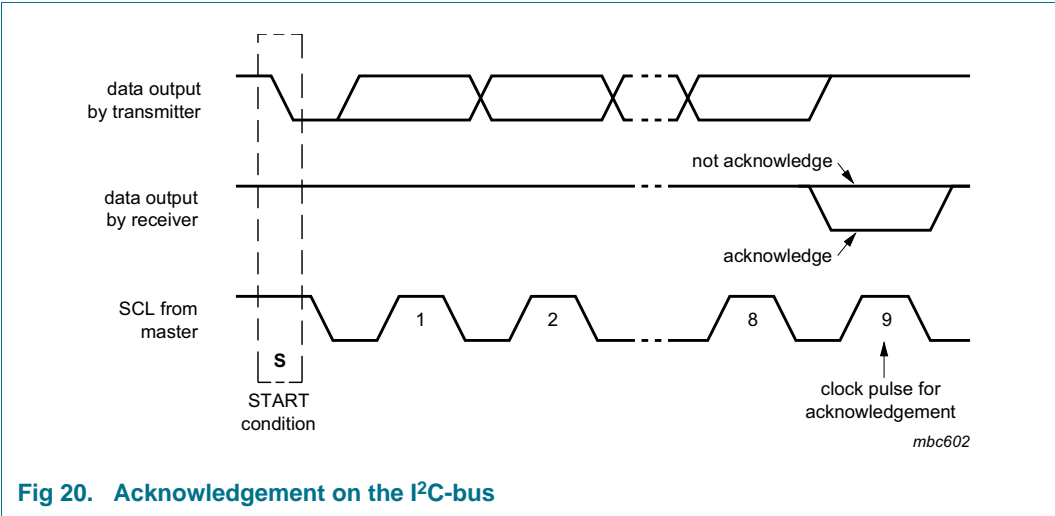 data output
by transmitter
not acknowledge
data output
by receiver
acknowledge
SCL from
master
1
2
8
9
S
START
condition
clock pulse for
acknowledgement
mbc602
Fig 20. Acknowledgement on the I²C-bus